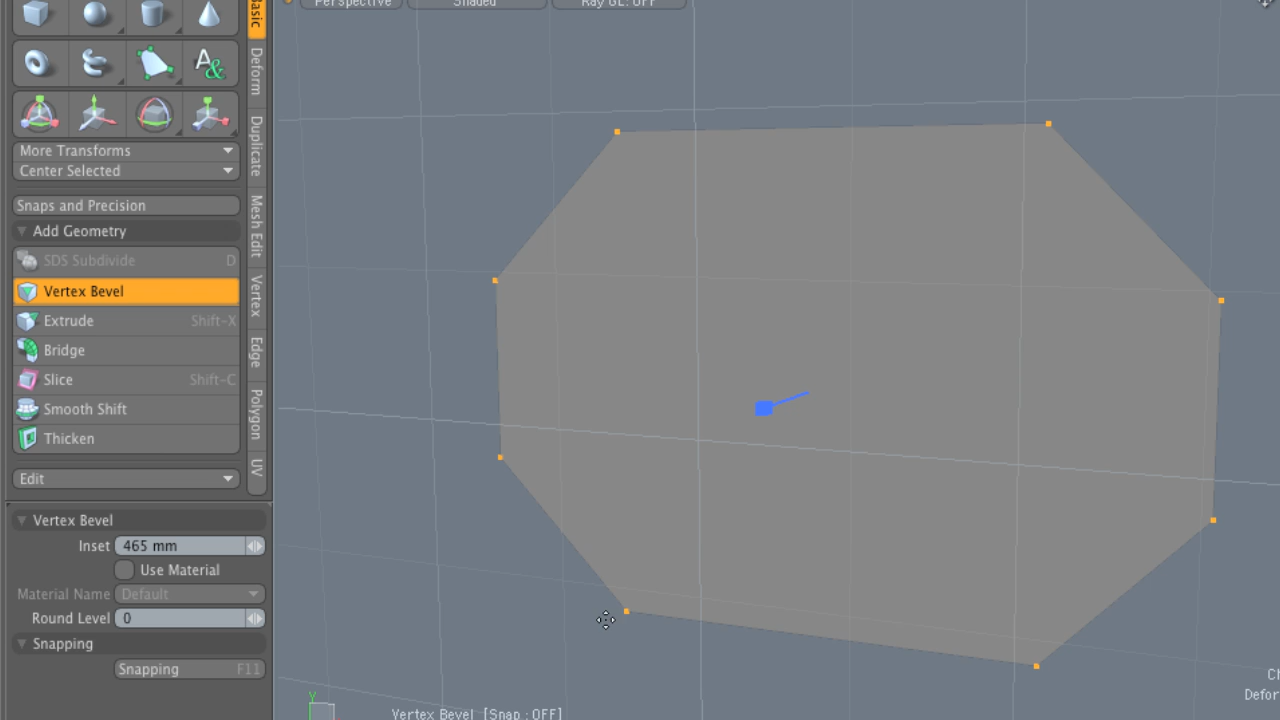 Perspective
Shaded
Ray GL: OFF
Basic
Deform
Duplicate
Mesh Edit
Vertex
Edge
Polygon
UV
A&
More Transforms
Center Selected
Snaps and Precision
Add Geometry
SDS Subdivide D
Vertex Bevel
Extrude Shift-X
Bridge
Slice Shift-C
Smooth Shift
Thicken
Edit
Vertex Bevel
Inset 465 mm
Use Material
Material Name Default
Round Level 0
Snapping
Snapping F11
Y
Vertex Bevel [Snap :OFF]
Ch
Defor